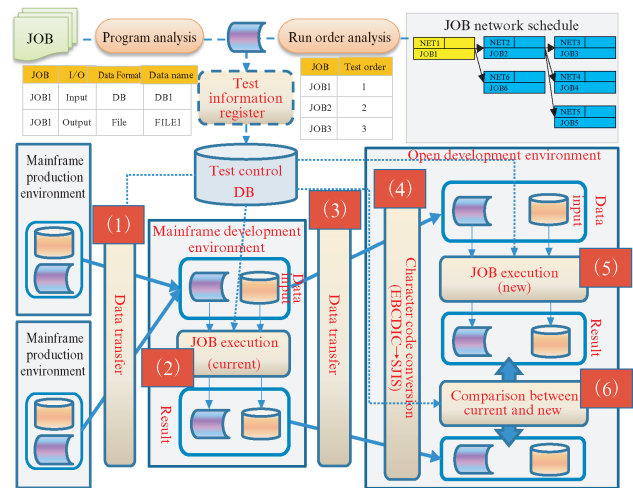 JOB
Program analysis
Run order analysis
JOB network schedule
NET1
JOB1
NET2
JOB2
NET3
JOB3
NET6
JOB6
NET4
JOB4
NET5
JOB5
JOB I/O Data Format Data name
JOB1 Input DB DB1
JOB1 Output File FILE1
Test
information
register
JOB Test order
JOB1 1
JOB2 2
JOB3 3
Mainframe
production
environment
Test control
DB
Open development environment
(1)
Data transfer
Mainframe development
environment
Data
input
JOB execution
(current)
(2)
Result
(3)
Data transfer
(4)
Character code conversion
(EBCDIC→SJIS)
Data
input
JOB execution
(new)
(5)
Result
Comparison between
current and new
(6)
Mainframe
production
environment